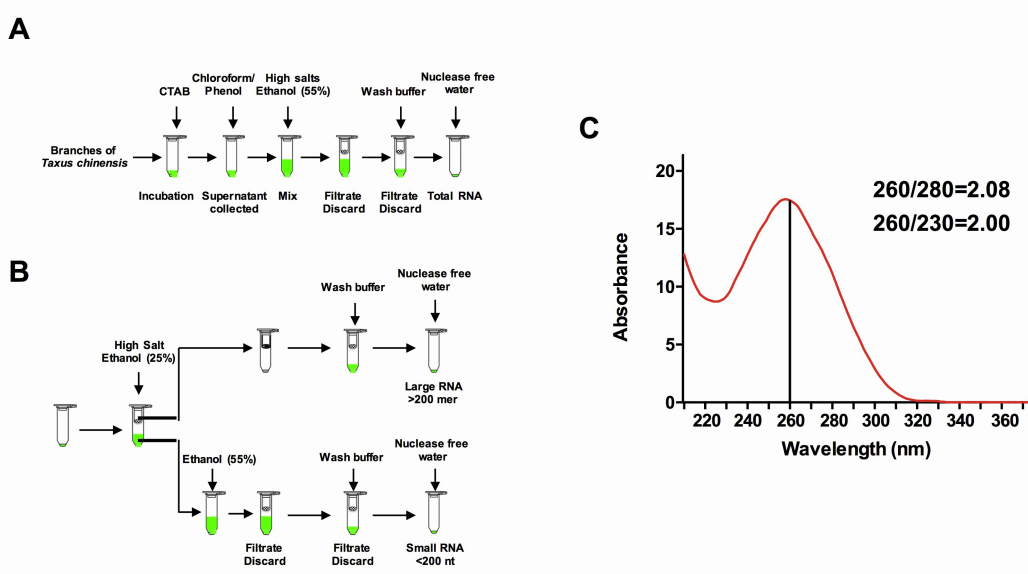 A
CTAB
Chloroform/
Phenol
High salts
Ethanol (55%)
Wash buffer
Nuclease free
water
Branches of
Taxus chinensis
Incubation
Supernatant
collected
Mix
Filtrate
Discard
Filtrate
Discard
Total RNA
B
High Salt
Ethanol (25%)
Wash buffer
Nuclease free
water
Large RNA
>200 mer
Ethanol (55%)
Wash buffer
Nuclease free
water
Filtrate
Discard
Filtrate
Discard
Small RNA
<200 nt
C
260/280=2.08
260/230=2.00
Absorbance
20
15
10
5
0
220 240 260 280 300 320 340 360
Wavelength (nm)